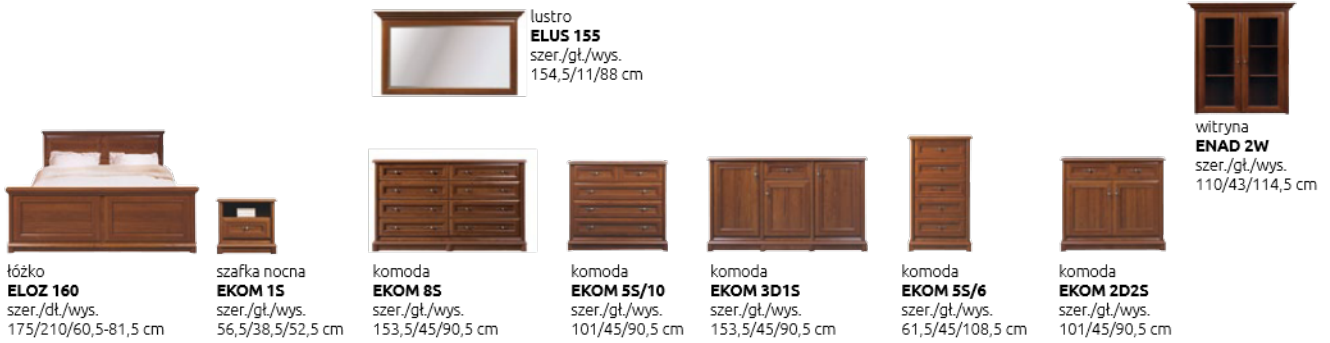 lustro
ELUS 155
szer./gł./wys.
154,5/11/88 cm
witryna
ENAD 2W
szer./gł./wys.
110/43/114,5 cm
łóżko
ELOZ 160
szer./dł./wys.
175/210/60,5-81,5 cm
szafka nocna
EKOM 1S
szer./gł./wys.
56,5/38,5/52,5 cm
komoda
EKOM 8S
szer./gł./wys.
153,5/45/90,5 cm
komoda
EKOM 5S/10
szer./gł./wys.
101/45/90,5 cm
komoda
EKOM 3D1S
szer./gł./wys.
153,5/45/90,5 cm
komoda
EKOM 5S/6
szer./gł./wys.
61,5/45/108,5 cm
komoda
EKOM 2D2S
szer./gł./wys.
101/45/90,5 cm